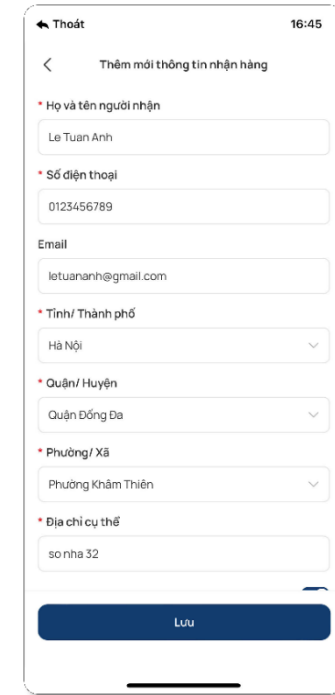 Thoát 16:45
Thêm mới thông tin nhận hàng
* Họ và tên người nhận
Le Tuan Anh
* Số điện thoại
0123456789
Email
letuananh@gmail.com
* Tỉnh/ Thành phố
Hà Nội
* Quận/ Huyện
Quận Đống Đa
* Phường/ Xã
Phường Khâm Thiên
* Địa chỉ cụ thể
so nha 32
Lưu